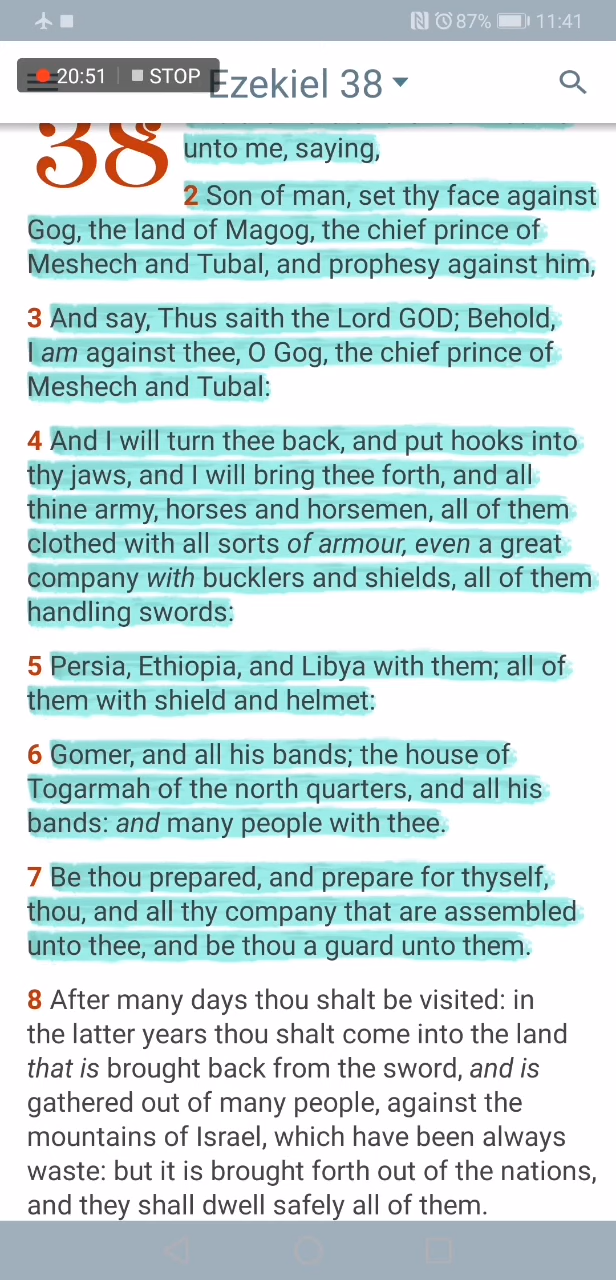 87% 11:41
20:51 STOP Ezekiel 38
38
unto me, saying,
2 Son of man, set thy face against
Gog, the land of Magog, the chief prince of
Meshech and Tubal, and prophesy against him,
3 And say, Thus saith the Lord GOD; Behold,
I am against thee, O Gog, the chief prince of
Meshech and Tubal:
4 And I will turn thee back, and put hooks into
thy jaws, and I will bring thee forth, and all
thine army, horses and horsemen, all of them
clothed with all sorts of armour, even a great
company with bucklers and shields, all of them
handling swords:
5 Persia, Ethiopia, and Libya with them; all of
them with shield and helmet:
6 Gomer, and all his bands; the house of
Togarmah of the north quarters, and all his
bands: and many people with thee.
7 Be thou prepared, and prepare for thyself,
thou, and all thy company that are assembled
unto thee, and be thou a guard unto them.
8 After many days thou shalt be visited: in
the latter years thou shalt come into the land
that is brought back from the sword, and is
gathered out of many people, against the
mountains of Israel, which have been always
waste: but it is brought forth out of the nations,
and they shall dwell safely all of them.